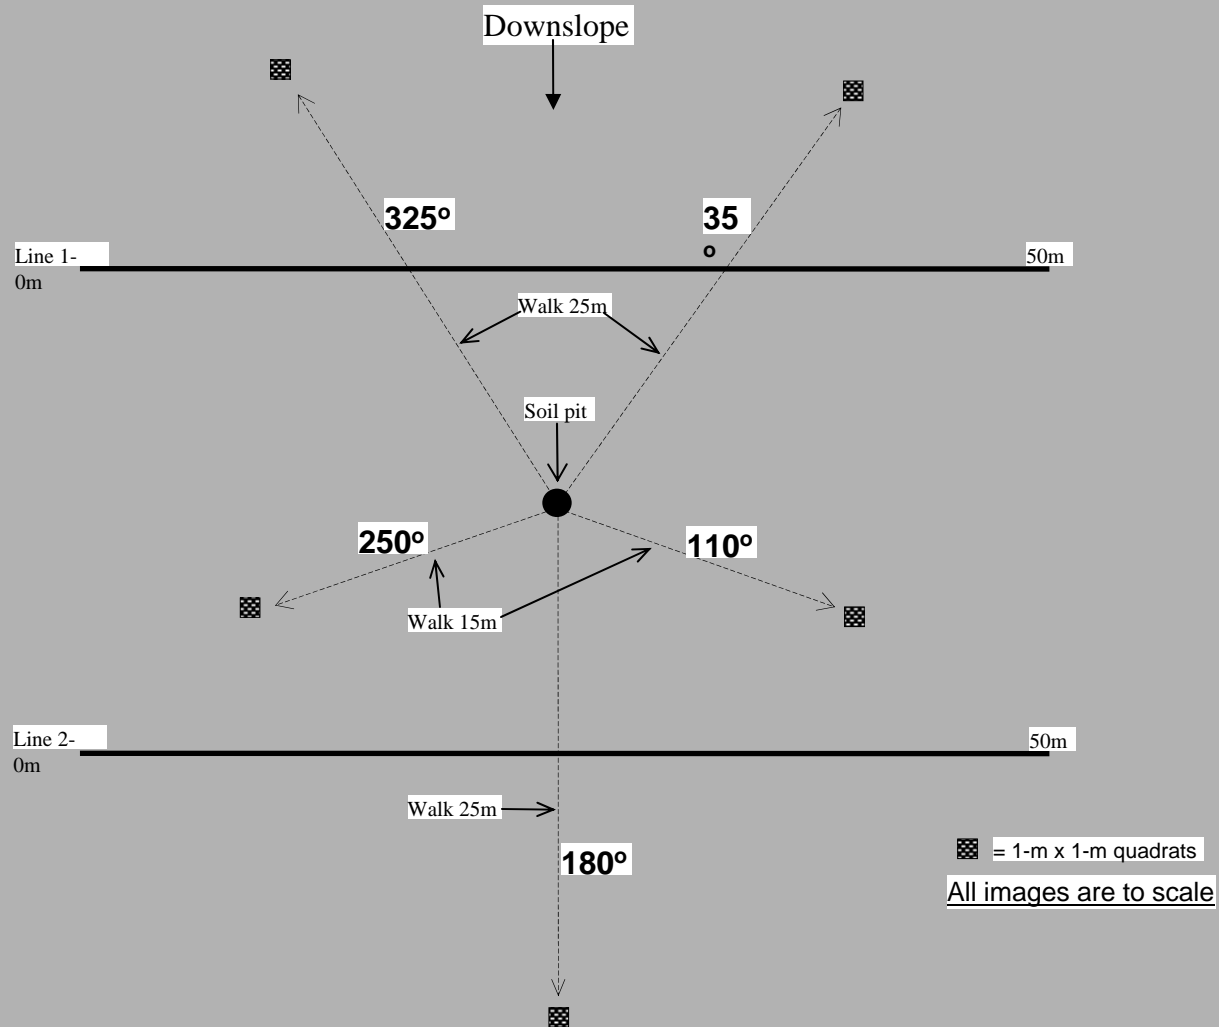 Downslope
325º
35
º
Line 1-
0m
50m
Walk 25m
Soil pit
250º
110º
Walk 15m
Line 2-
0m
50m
Walk 25m
180º
= 1-m x 1-m quadrats
All images are to scale